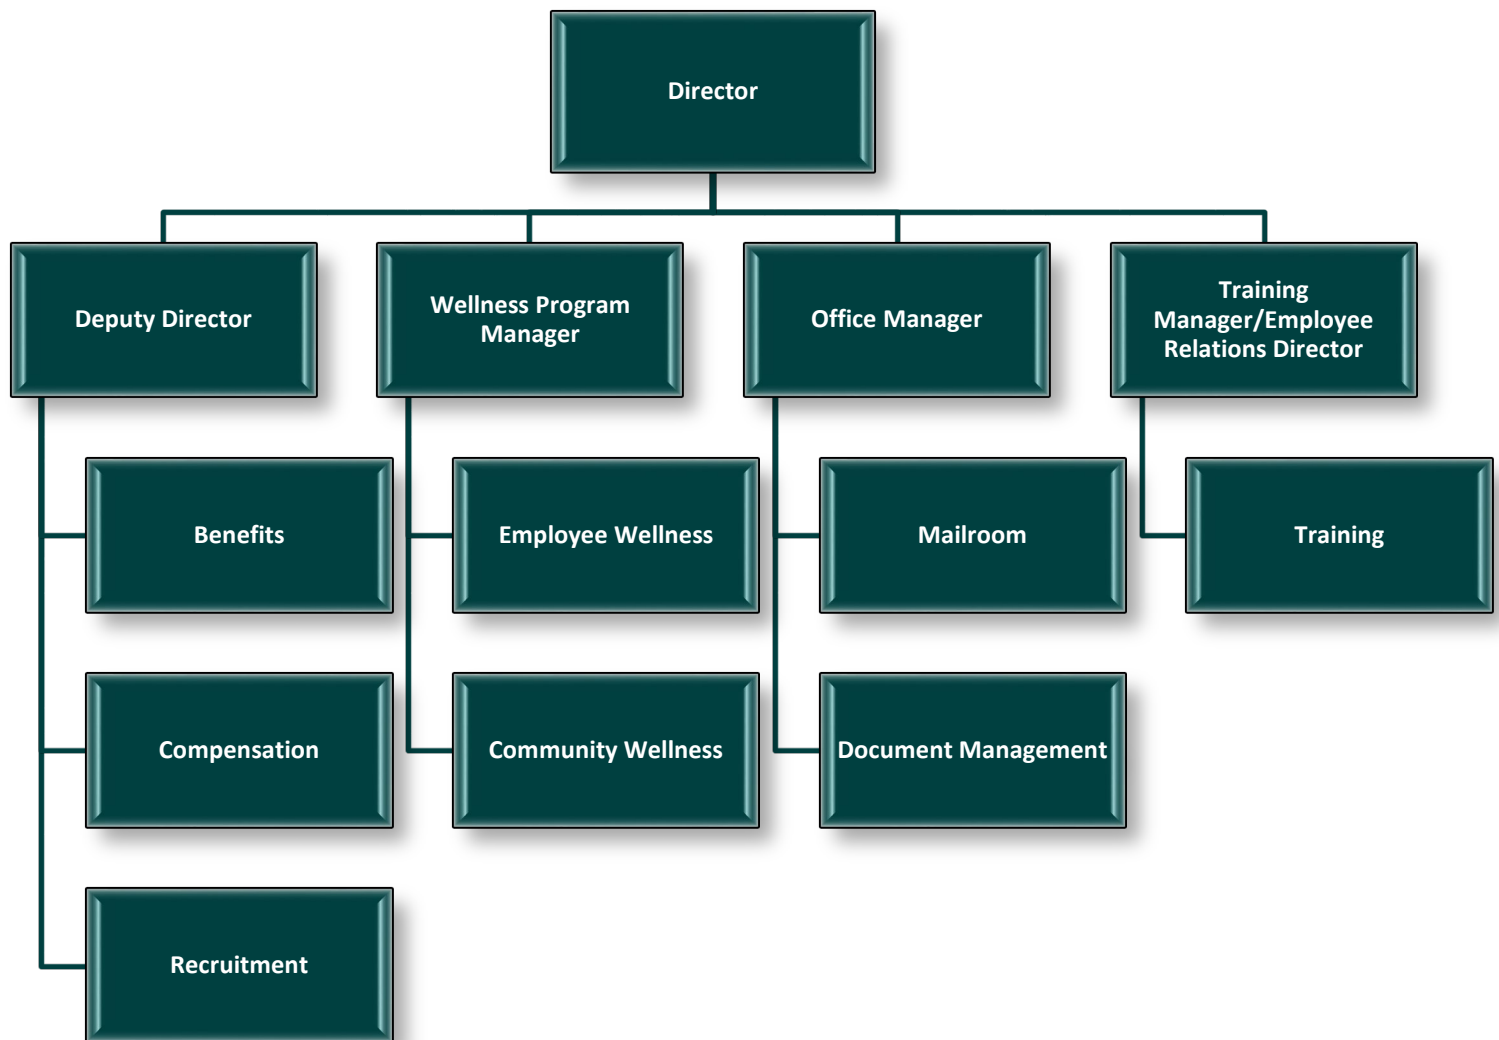 Director
Deputy Director
Wellness Program
Manager
Office Manager
Training
Manager/Employee
Relations Director
Benefits
Employee Wellness
Mailroom
Training
Compensation
Community Wellness
Document Management
Recruitment